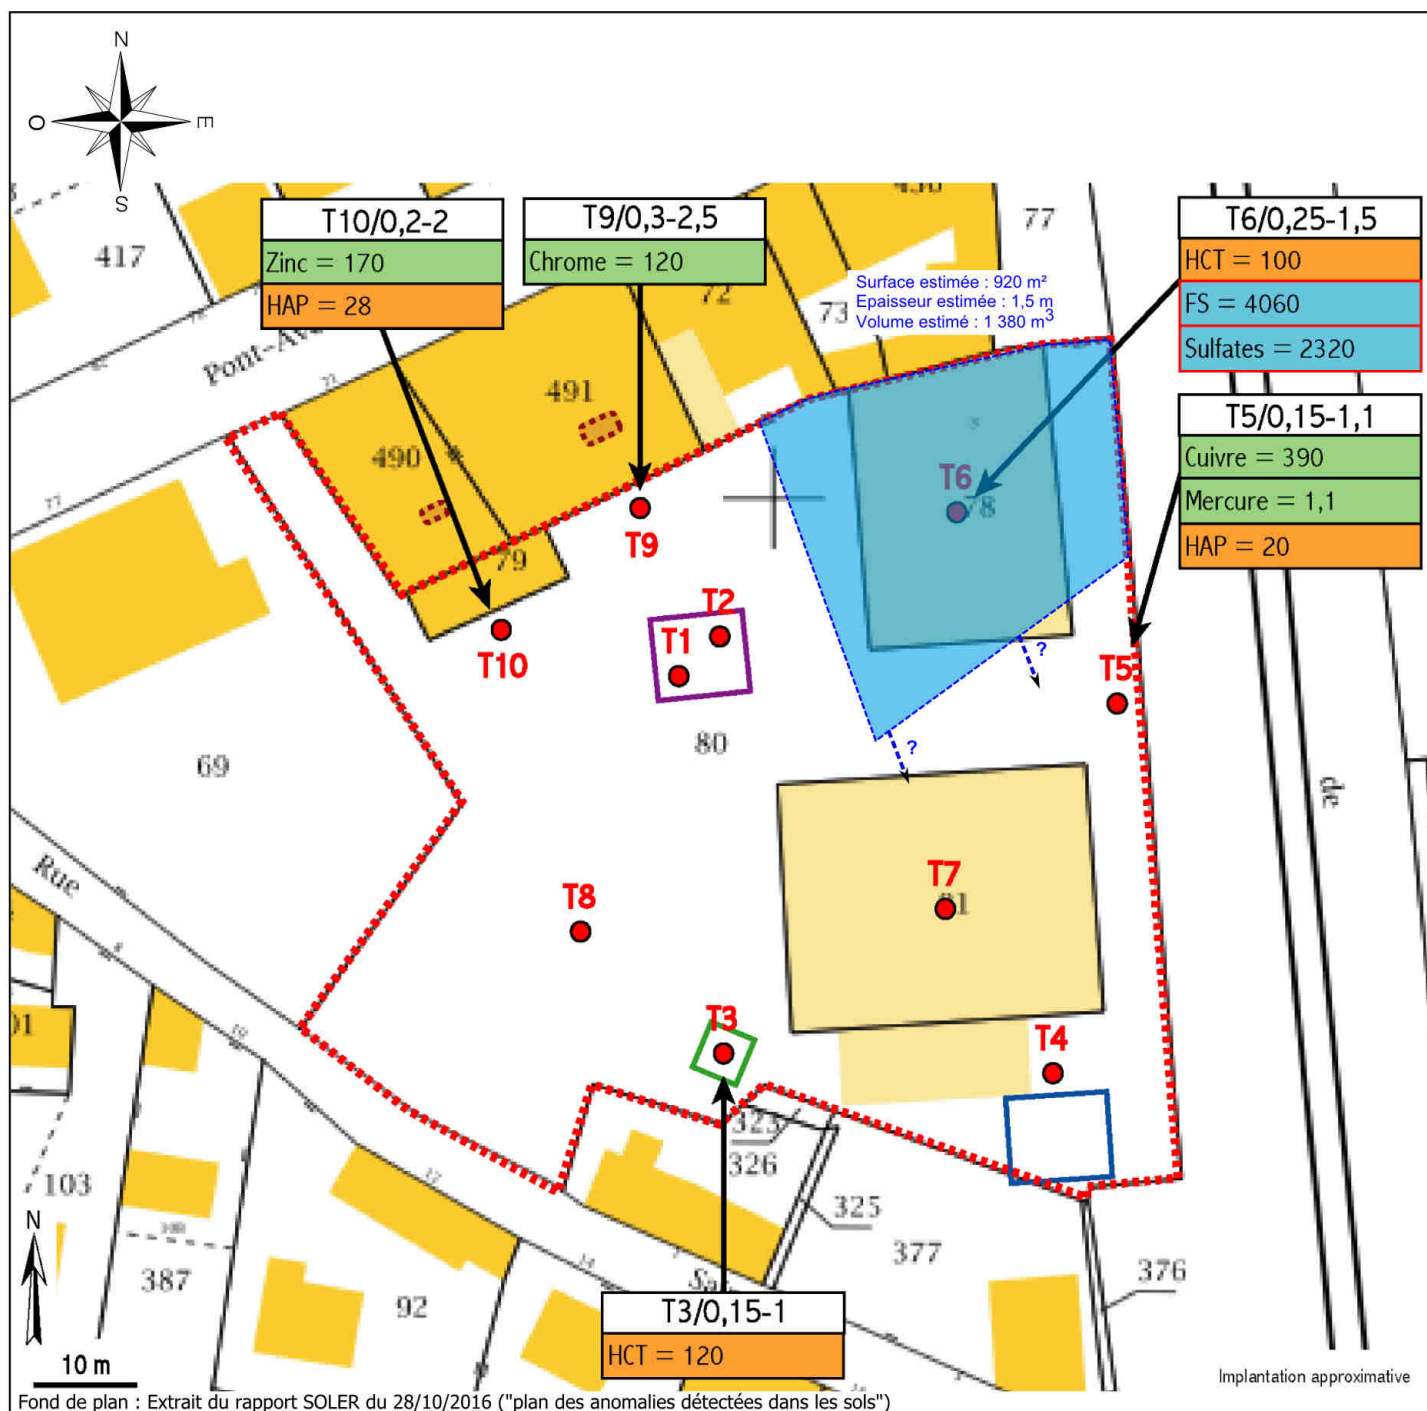 N
O
E
S
417
77
T10/0,2-2
Zinc = 170
HAP = 28
T9/0,3-2,5
Chrome = 120
T6/0,25-1,5
HCT = 100
FS = 4060
Sulfates = 2320
72
73
Surface estimée : 920 m²
Epaisseur estimée : 1,5 m
Volume estimé : 1 380 m³
T5/0,15-1,1
Cuivre = 390
Mercure = 1,1
HAP = 20
491
490
T6
78
T9
79
T2
T1
T10
?
T5
80
?
69
de
Rue
T7
T8
T3
T4
323
326
325
377
376
103
387
92
N
T3/0,15-1
HCT = 120
10 m
Implantation approximative
Fond de plan : Extrait du rapport SOLER du 28/10/2016 ("plan des anomalies détectées dans les sols")